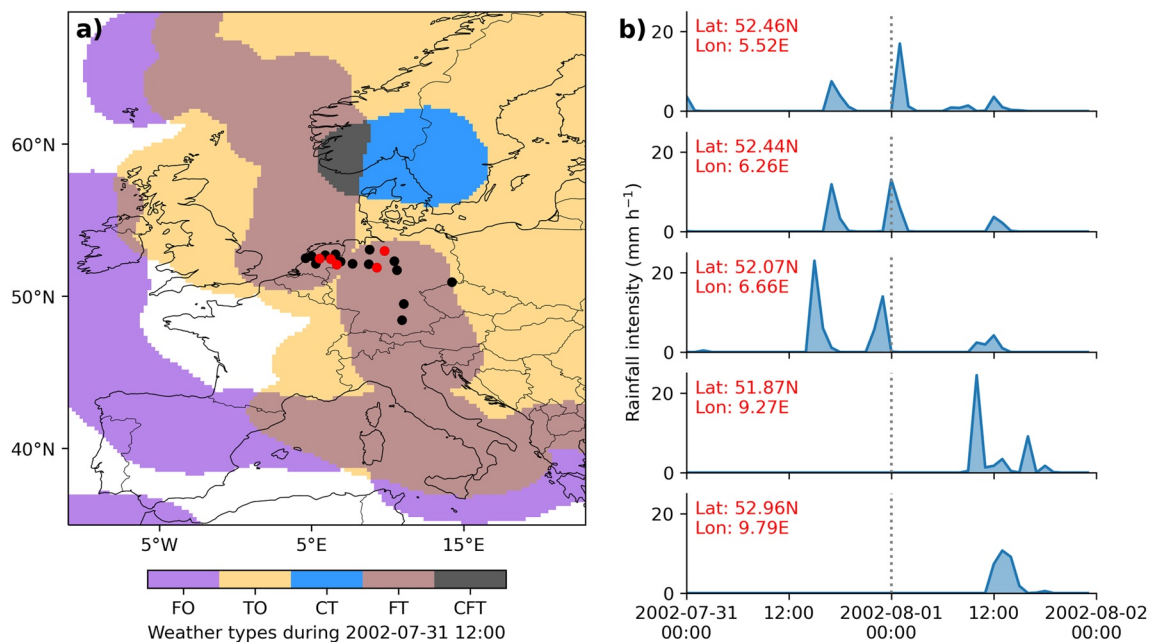 a)
60°N
50°N
40°N
5°W 5°E 15°E
FO TO CT FT CFT
Weather types during 2002-07-31 12:00
b)
Rainfall intensity (mm h⁻¹)
20
0
Lat: 52.46N
Lon: 5.52E
20
0
Lat: 52.44N
Lon: 6.26E
20
0
Lat: 52.07N
Lon: 6.66E
20
0
Lat: 51.87N
Lon: 9.27E
20
0
Lat: 52.96N
Lon: 9.79E
2002-07-31 12:00 2002-08-01 12:00 2002-08-02
00:00 00:00 00:00